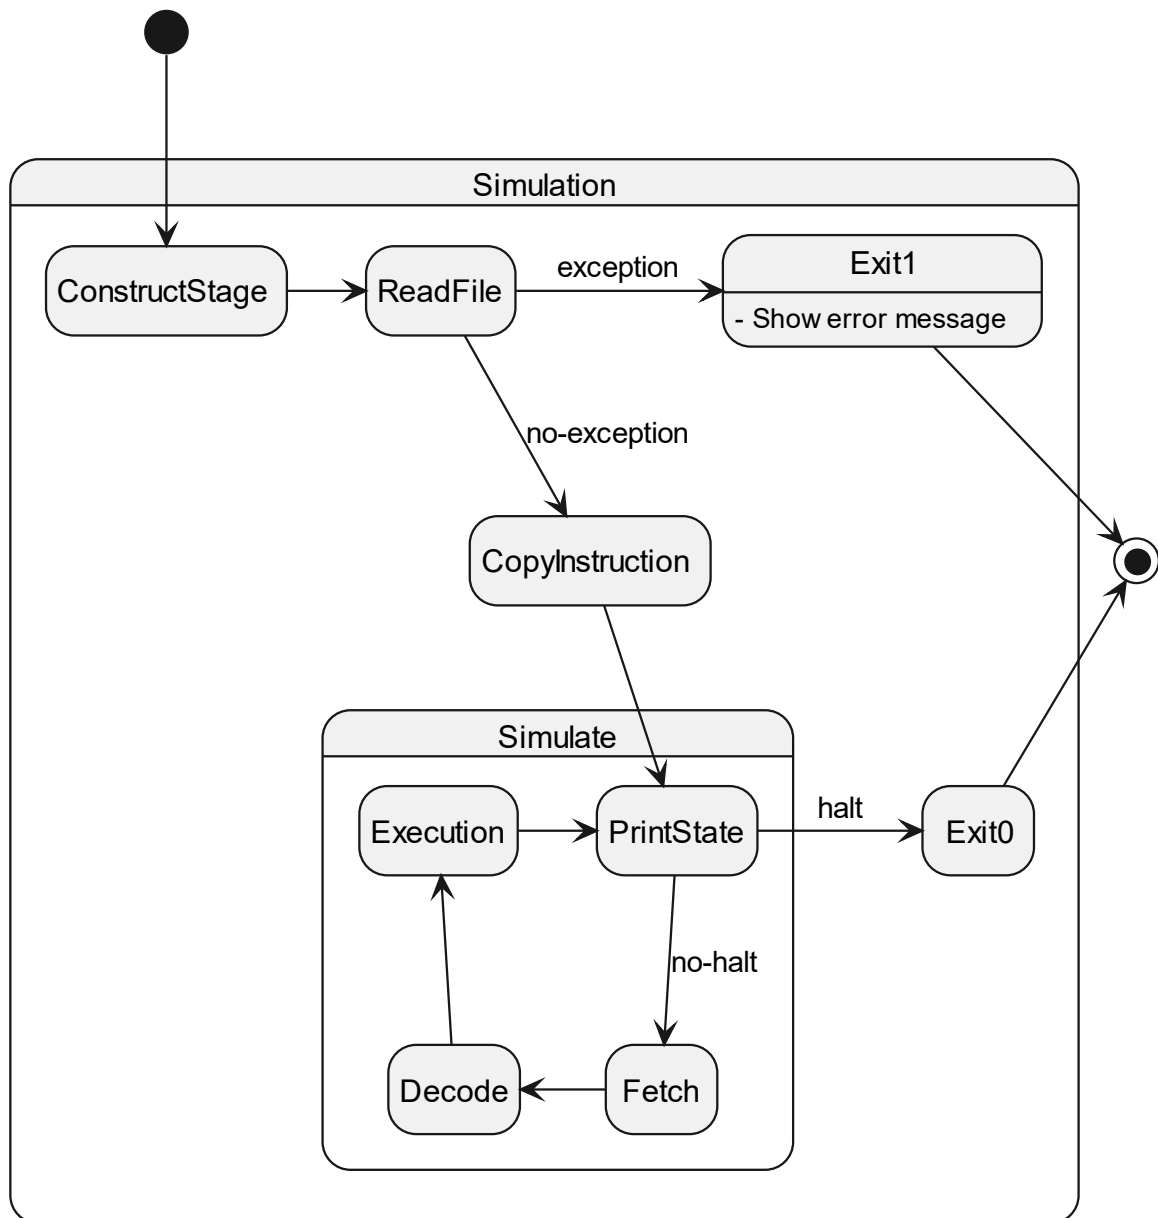 Simulation
ConstructStage
ReadFile
exception
Exit1
- Show error message
no-exception
CopyInstruction
Simulate
Execution
PrintState
halt
Exit0
no-halt
Decode
Fetch